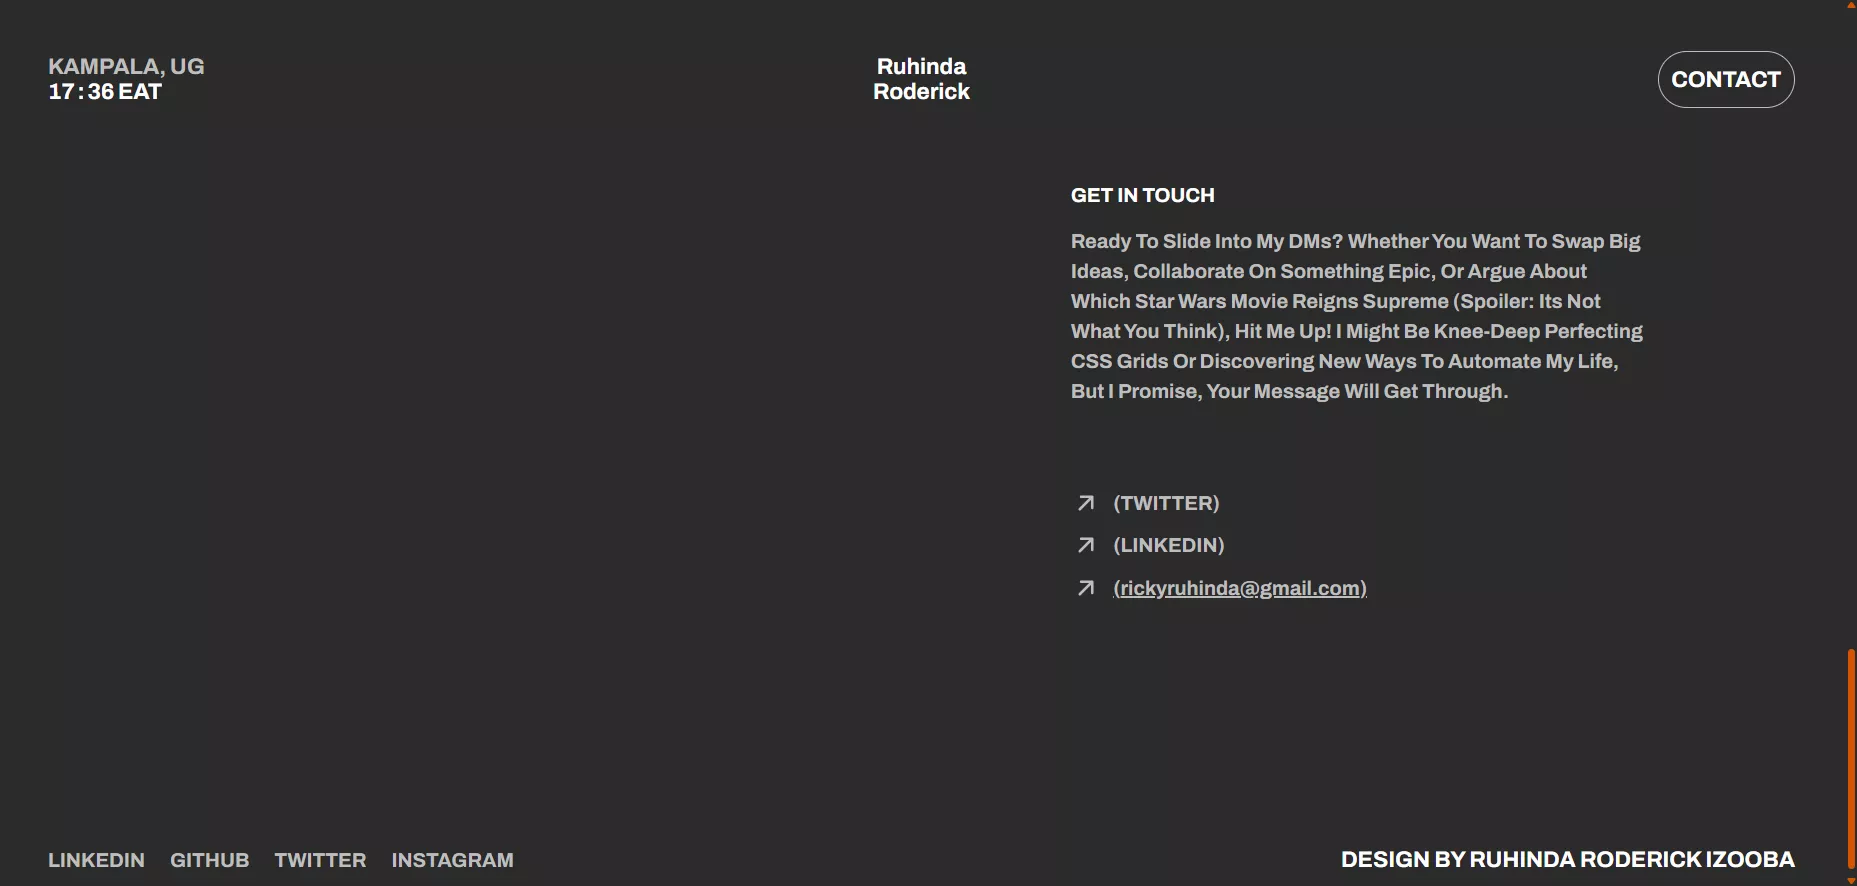 KAMPALA, UG
17 : 36 EAT
Ruhinda
Roderick
CONTACT
GET IN TOUCH
Ready To Slide Into My DMs? Whether You Want To Swap Big
Ideas, Collaborate On Something Epic, Or Argue About
Which Star Wars Movie Reigns Supreme (Spoiler: Its Not
What You Think), Hit Me Up! I Might Be Knee-Deep Perfecting
CSS Grids Or Discovering New Ways To Automate My Life,
But I Promise, Your Message Will Get Through.
(TWITTER)
(LINKEDIN)
(rickyruhinda@gmail.com)
LINKEDIN GITHUB TWITTER INSTAGRAM
DESIGN BY RUHINDA RODERICK IZOOBA